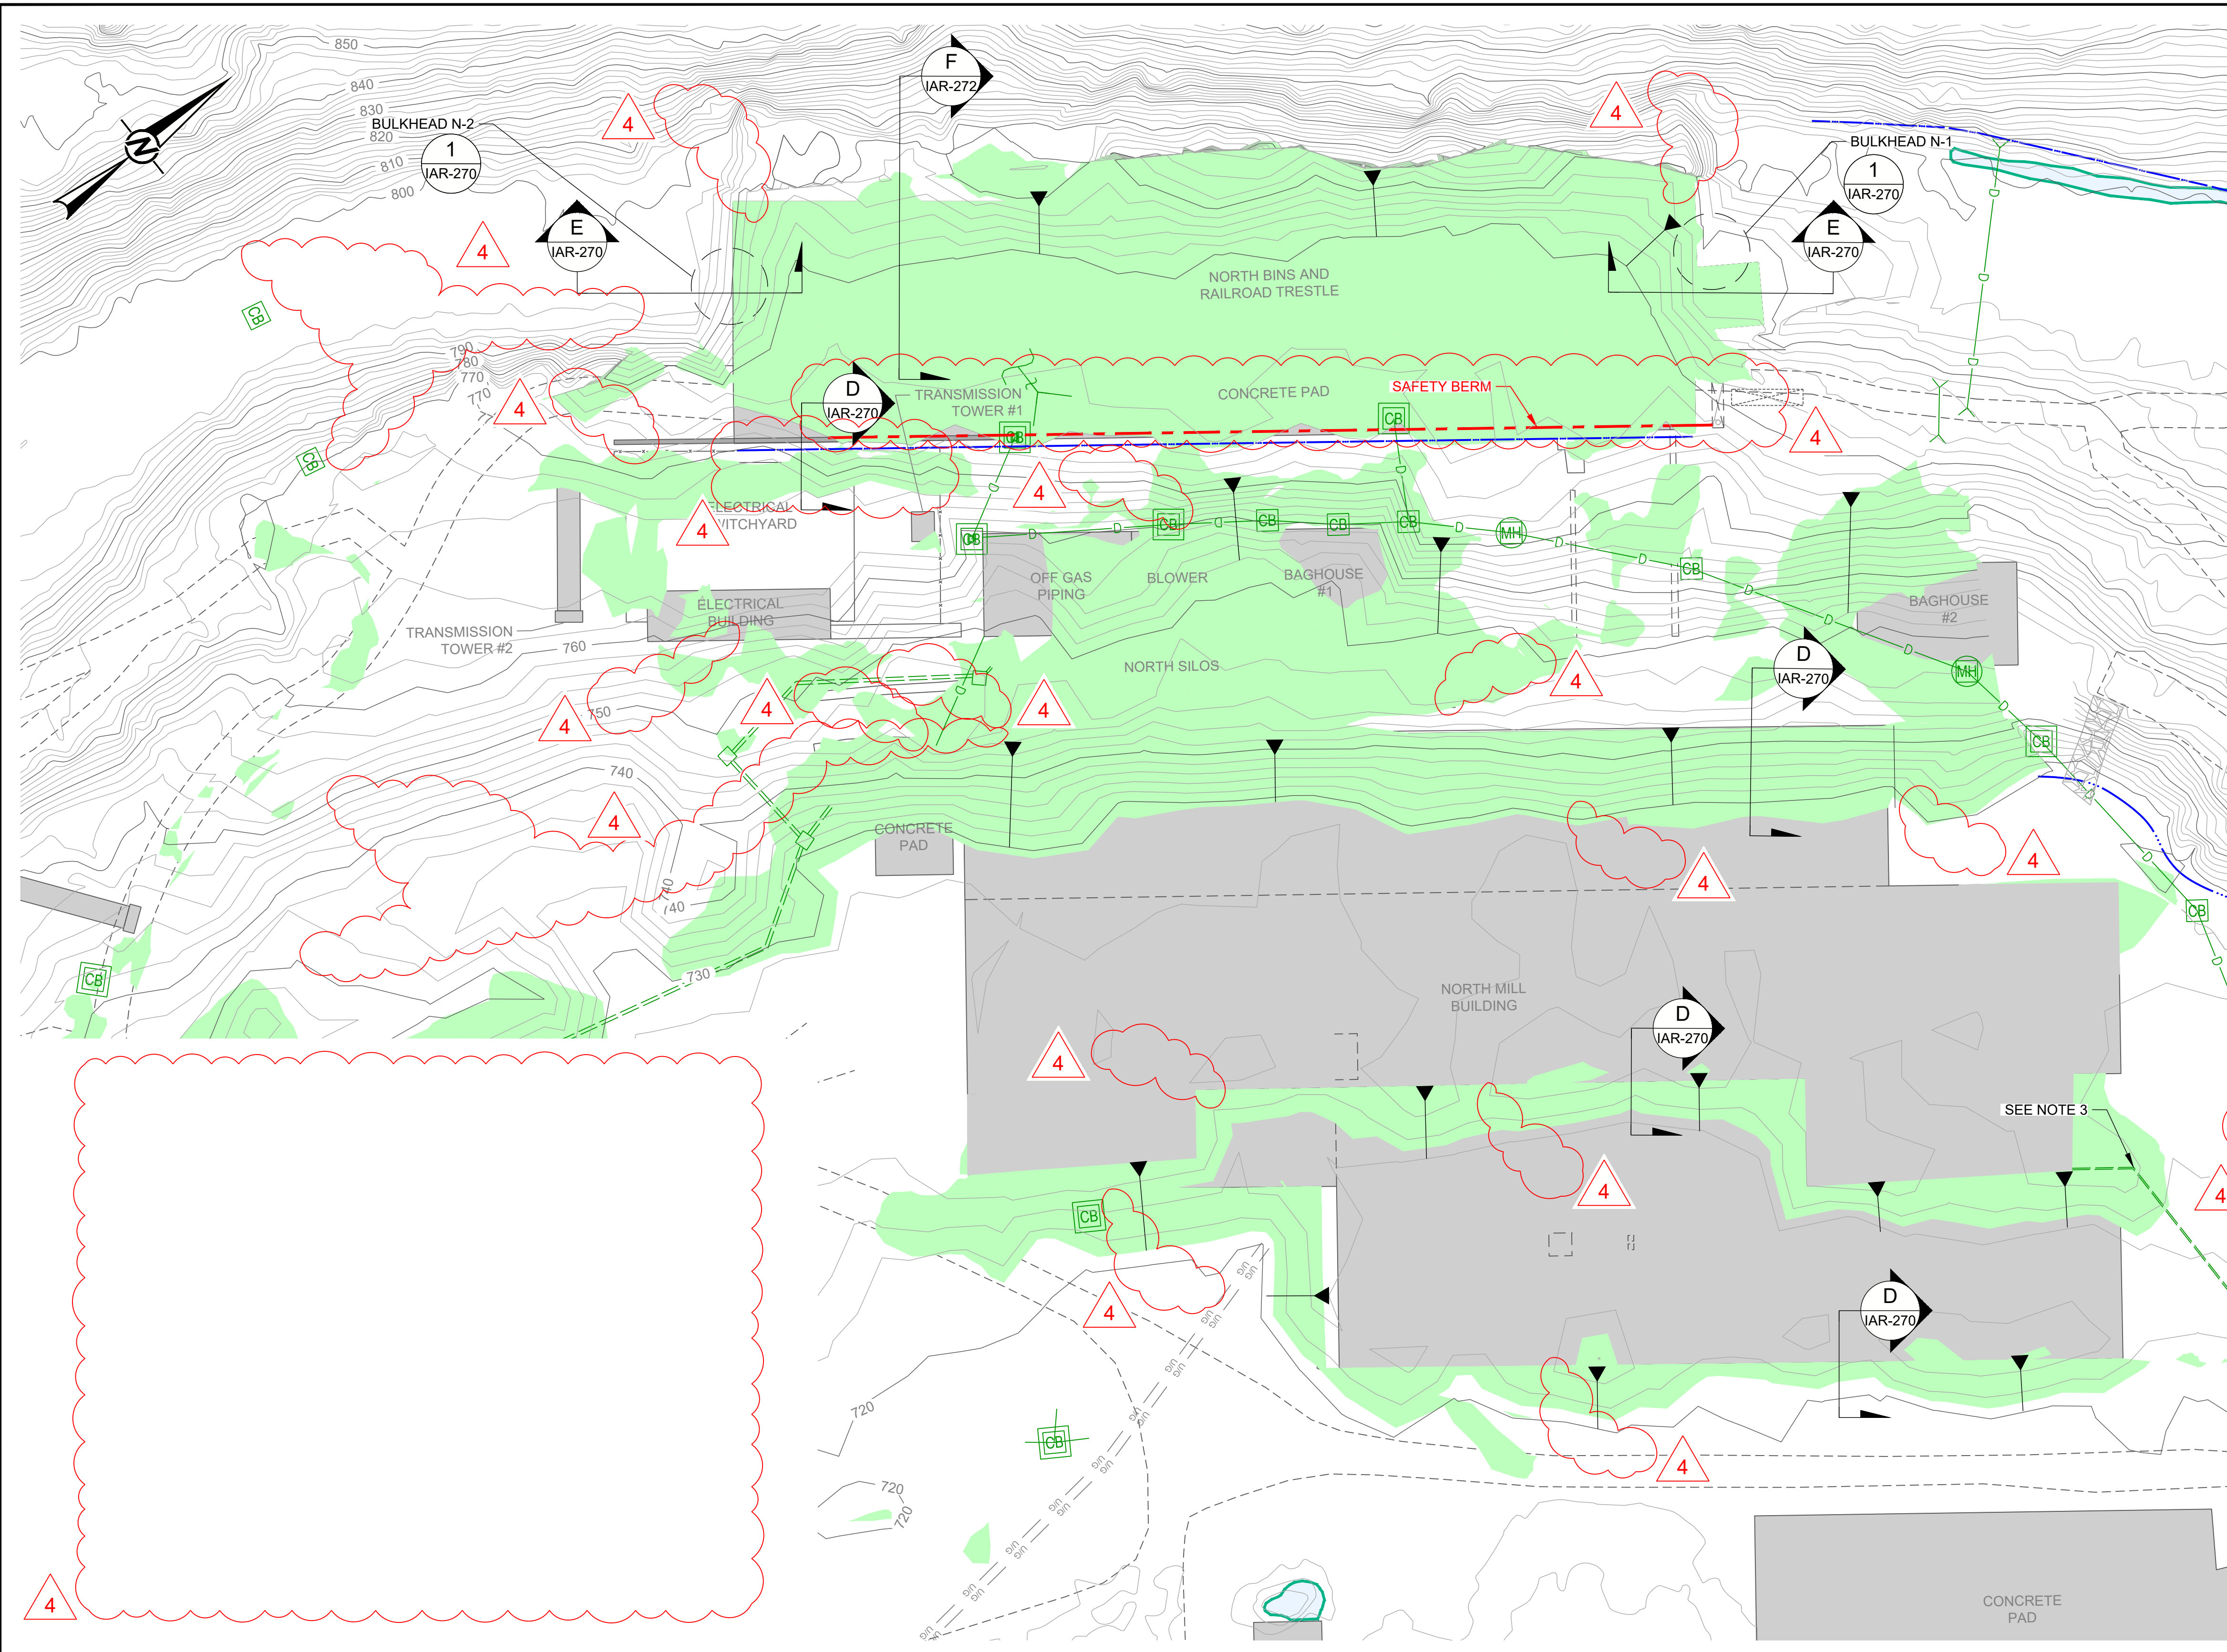 850
F
IAR-272
840
4
4
830
BULKHEAD N-2
820
1
IAR-270
810
800
BULKHEAD N-1
1
IAR-270
N
D
4
E
IAR-270
E
IAR-270
D
NORTH BINS AND
RAILROAD TRESTLE
CB
790
780
770
770
D
4
D
IAR-270
TRANSMISSION
TOWER #1
CONCRETE PAD
SAFETY BERM
CB
CB
4
CB
D
D
4
4
ELECTRICAL
SWITCHYARD
CB
D
D
CB
D
CB
CB
CB
D
MH
D
D
CB
D
OFF GAS
PIPING
BLOWER
BAGHOUSE
#1
ELECTRICAL
BUILDING
BAGHOUSE
#2
D
TRANSMISSION
TOWER #2
760
NORTH SILOS
D
D
IAR-270
MH
4
4
4
4
750
D
D
CB
740
D
4
CONCRETE
PAD
D
4
4
740
740
CB
730
CB
D
NORTH MILL
BUILDING
D
IAR-270
4
SEE NOTE 3
4
4
CB
U/G
U/G
4
U/G
U/G
D
IAR-270
U/G
U/G
720
U/G
U/G
CB
U/G
U/G
4
720
720
U/G
U/G
U/G
U/G
U/G
U/G
4
CONCRETE
PAD
U/G
U/G